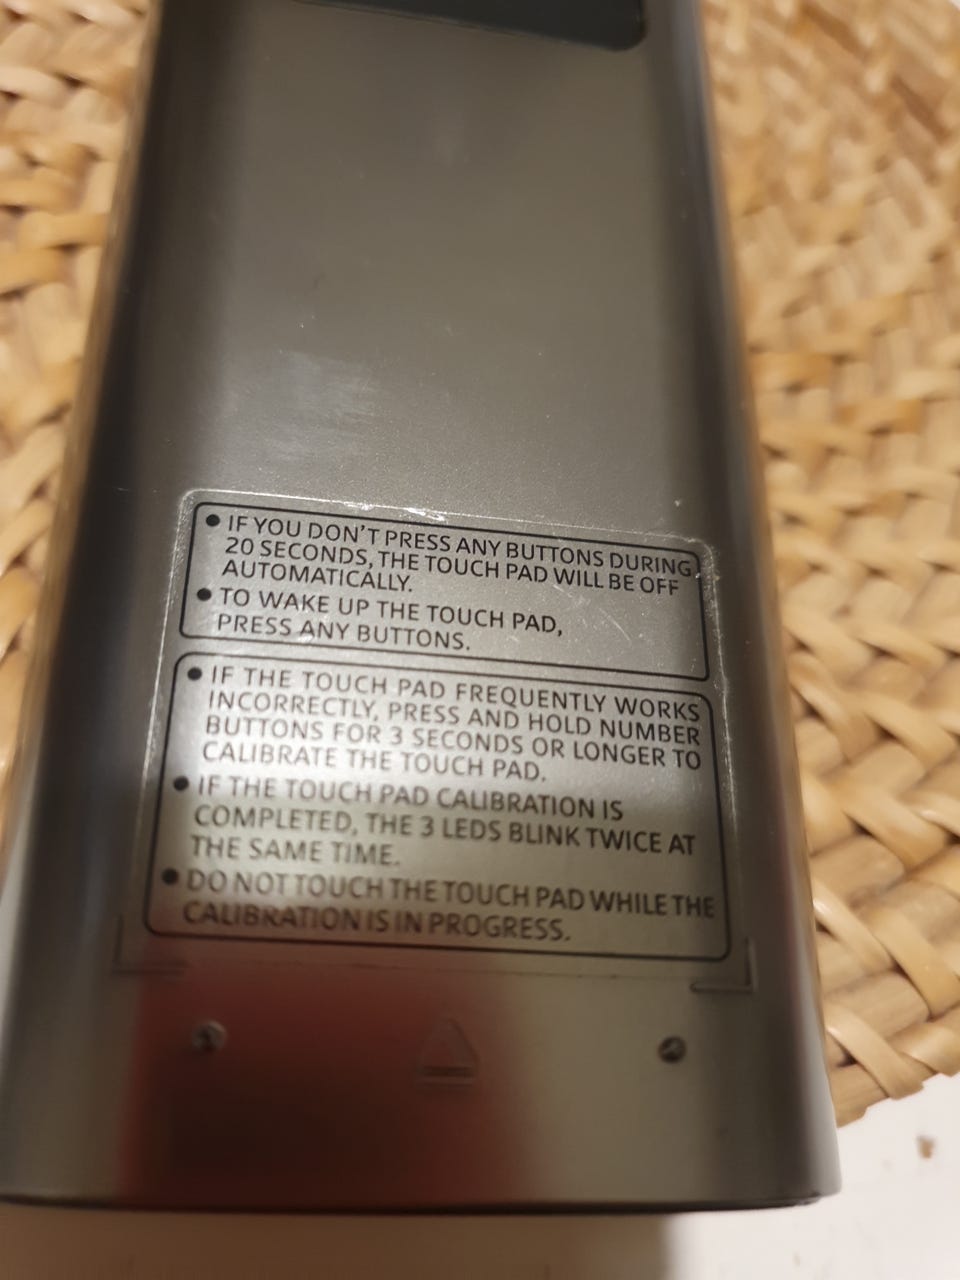 ● IF YOU DON'T PRESS ANY BUTTONS DURING
20 SECONDS, THE TOUCH PAD WILL BE OFF
AUTOMATICALLY.
● TO WAKE UP THE TOUCH PAD,
PRESS ANY BUTTONS.
● IF THE TOUCH PAD FREQUENTLY WORKS
INCORRECTLY, PRESS AND HOLD NUMBER
BUTTONS FOR 3 SECONDS OR LONGER TO
CALIBRATE THE TOUCH PAD.
● IF THE TOUCH PAD CALIBRATION IS
COMPLETED, THE 3 LEDS BLINK TWICE AT
THE SAME TIME.
● DO NOT TOUCH THE TOUCH PAD WHILE THE
CALIBRATION IS IN PROGRESS.